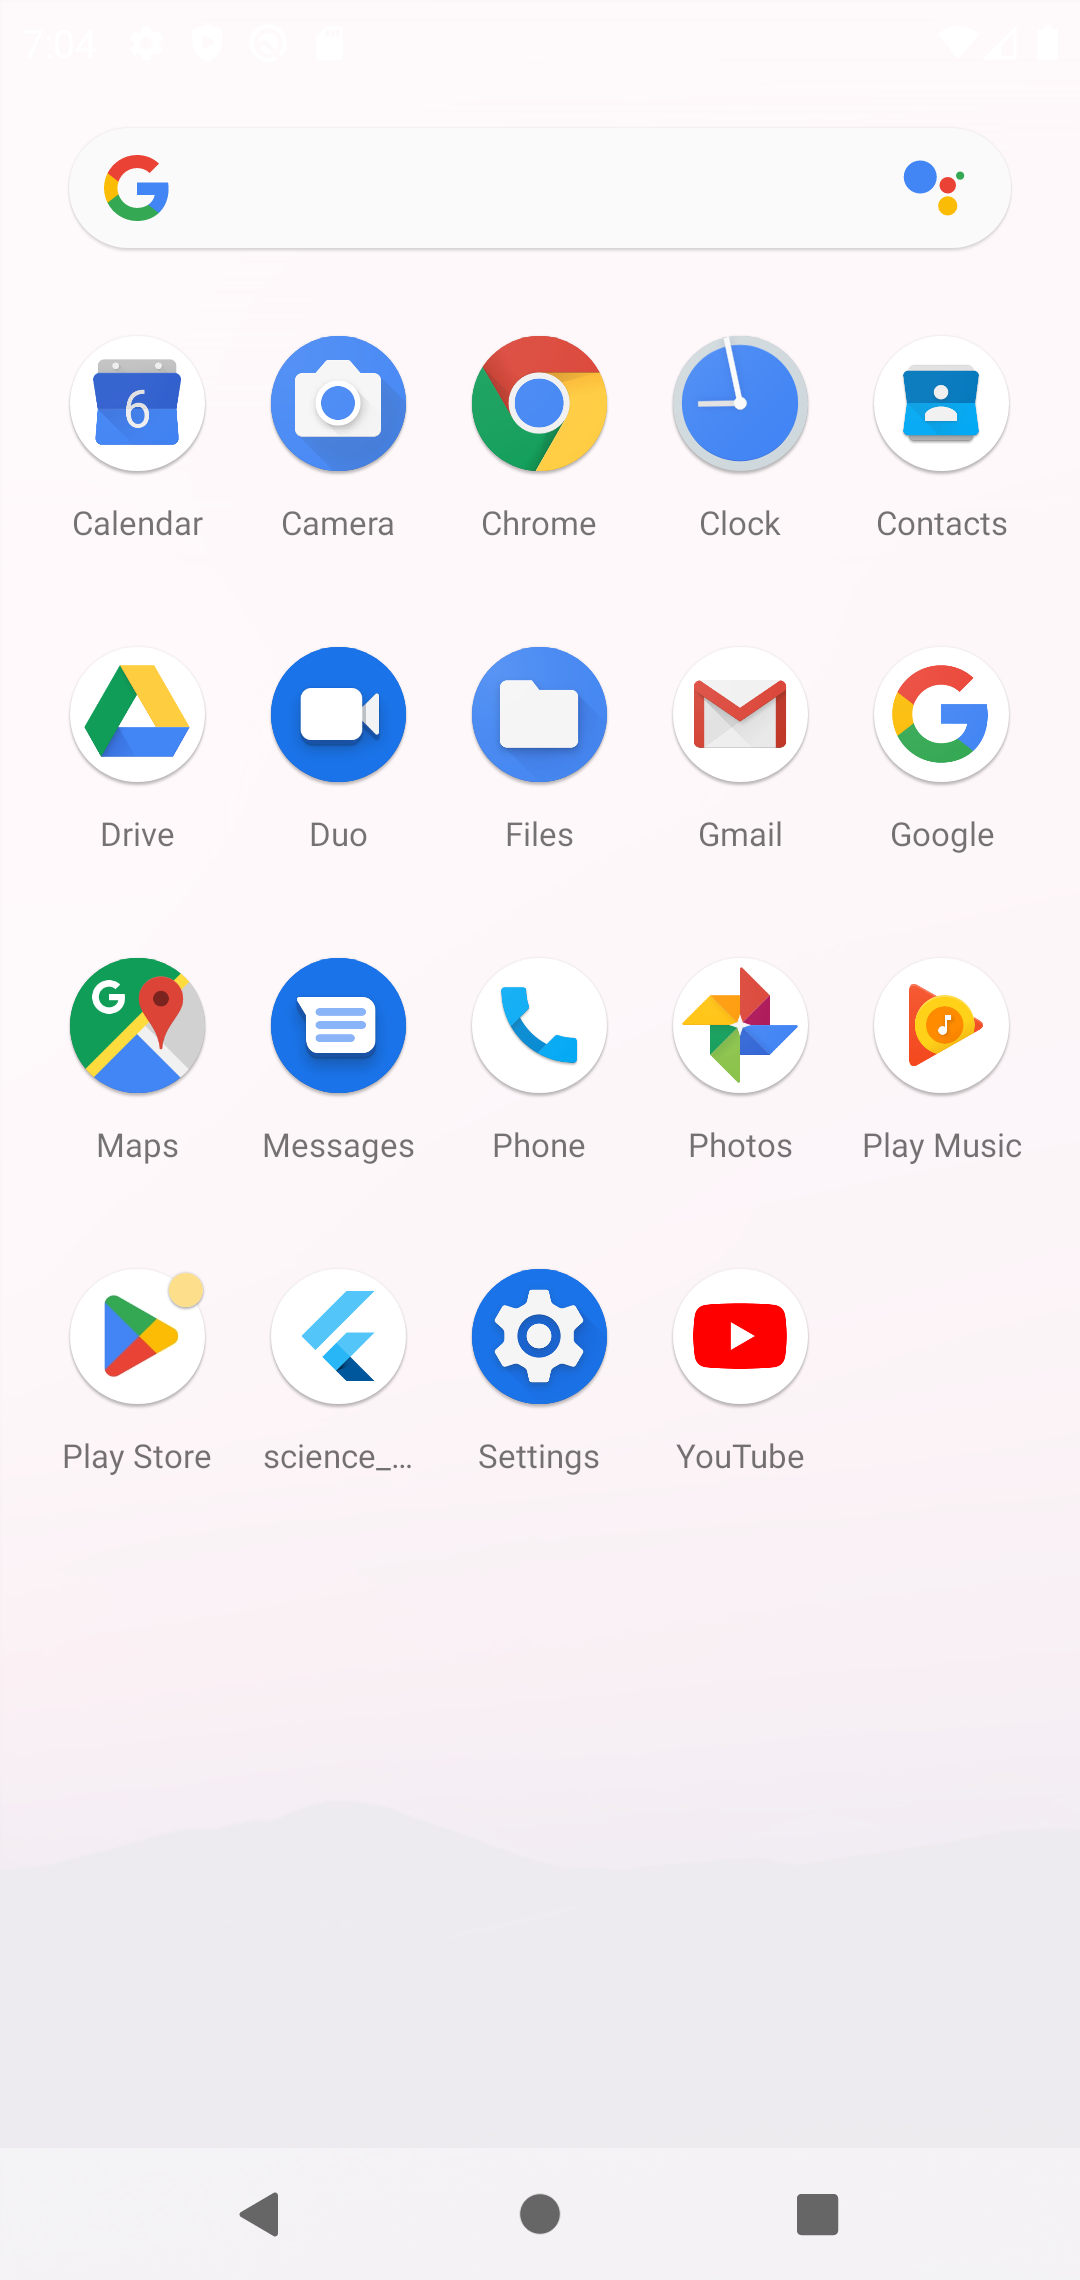 7:04
6
Calendar Camera Chrome Clock Contacts
Drive Duo Files Gmail Google
Maps Messages Phone Photos Play Music
Play Store science_... Settings YouTube